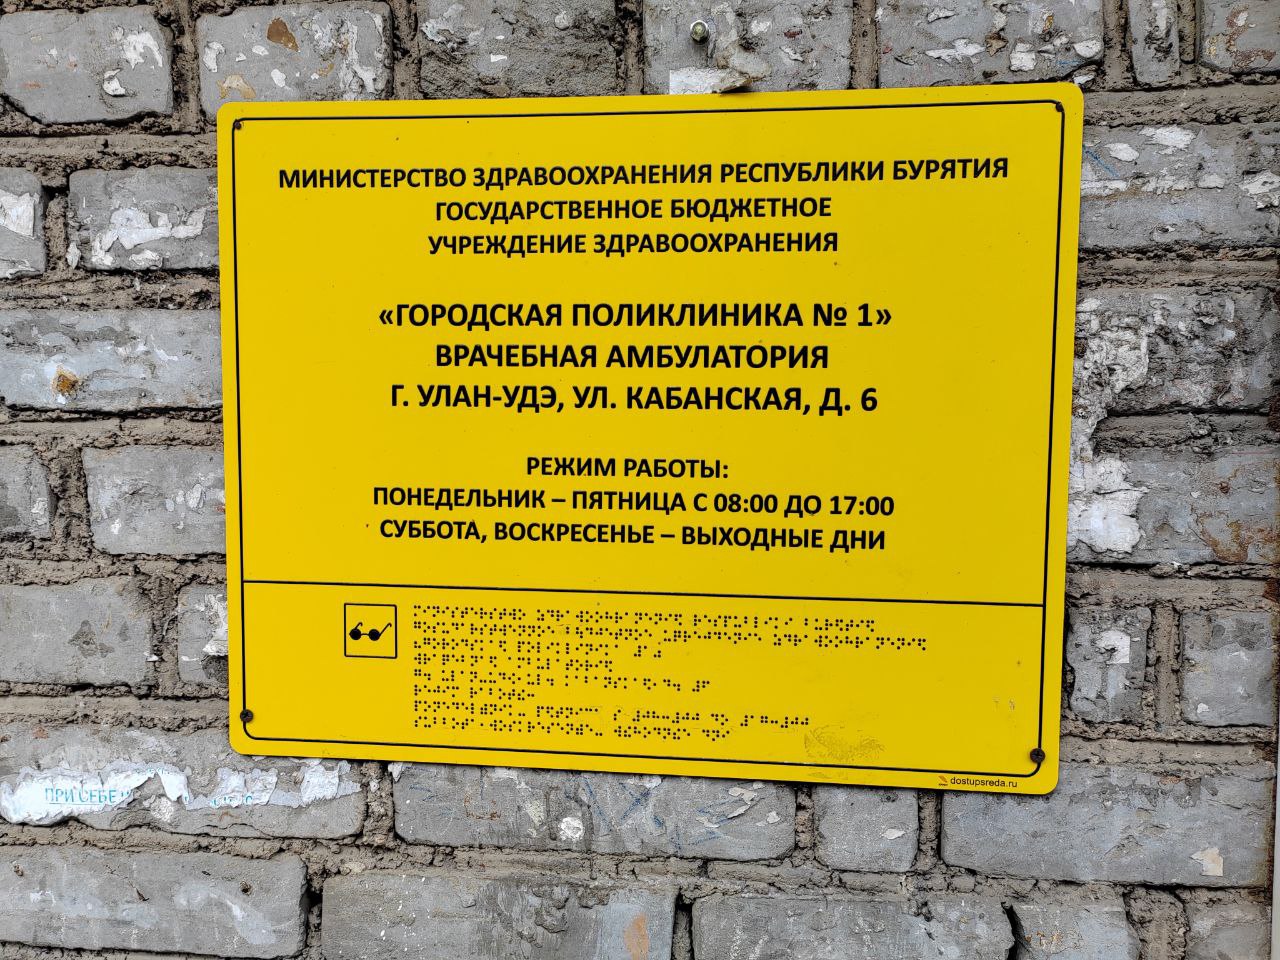 МИНИСТЕРСТВО ЗДРАВООХРАНЕНИЯ РЕСПУБЛИКИ БУРЯТИЯ
ГОСУДАРСТВЕННОЕ БЮДЖЕТНОЕ
УЧРЕЖДЕНИЕ ЗДРАВООХРАНЕНИЯ
«ГОРОДСКАЯ ПОЛИКЛИНИКА № 1»
ВРАЧЕБНАЯ АМБУЛАТОРИЯ
Г. УЛАН-УДЭ, УЛ. КАБАНСКАЯ, Д. 6
РЕЖИМ РАБОТЫ:
ПОНЕДЕЛЬНИК – ПЯТНИЦА С 08:00 ДО 17:00
СУББОТА, ВОСКРЕСЕНЬЕ – ВЫХОДНЫЕ ДНИ
dostupsreda.ru
ПРИ СЕБЕ